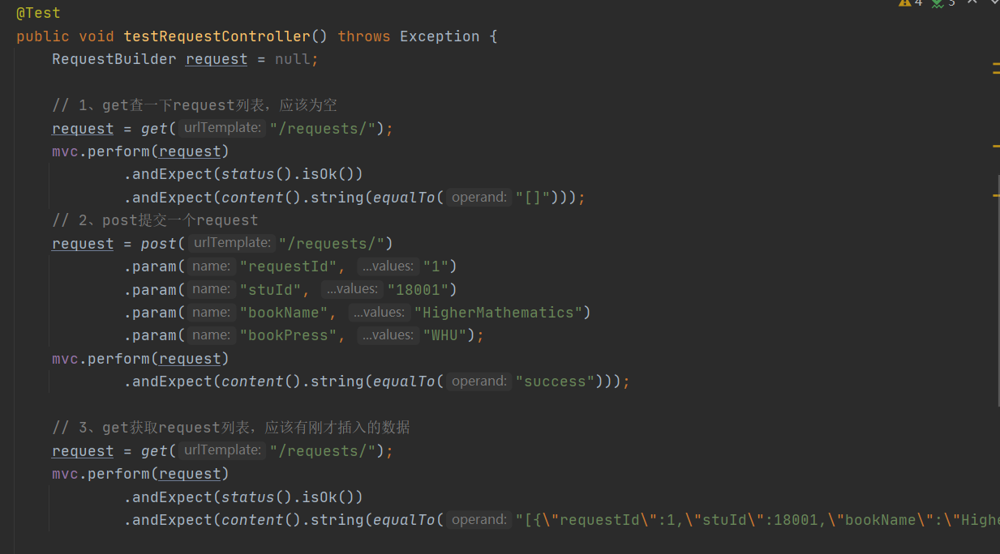 4 3
@Test
public void testRequestController() throws Exception {
RequestBuilder request = null;
// 1、get查一下request列表，应该为空
request = get( urlTemplate: "/requests/");
mvc.perform(request)
.andExpect(status().isOk())
.andExpect(content().string(equalTo( operand: "[]")));
// 2、post提交一个request
request = post( urlTemplate: "/requests/")
.param( name: "requestId", ...values: "1")
.param( name: "stuId", ...values: "18001")
.param( name: "bookName", ...values: "HigherMathematics")
.param( name: "bookPress", ...values: "WHU");
mvc.perform(request)
.andExpect(content().string(equalTo( operand: "success")));
// 3、get获取request列表，应该有刚才插入的数据
request = get( urlTemplate: "/requests/");
mvc.perform(request)
.andExpect(status().isOk())
.andExpect(content().string(equalTo( operand: "[{\"requestId\":1,\"stuId\":18001,\"bookName\":\"Highe